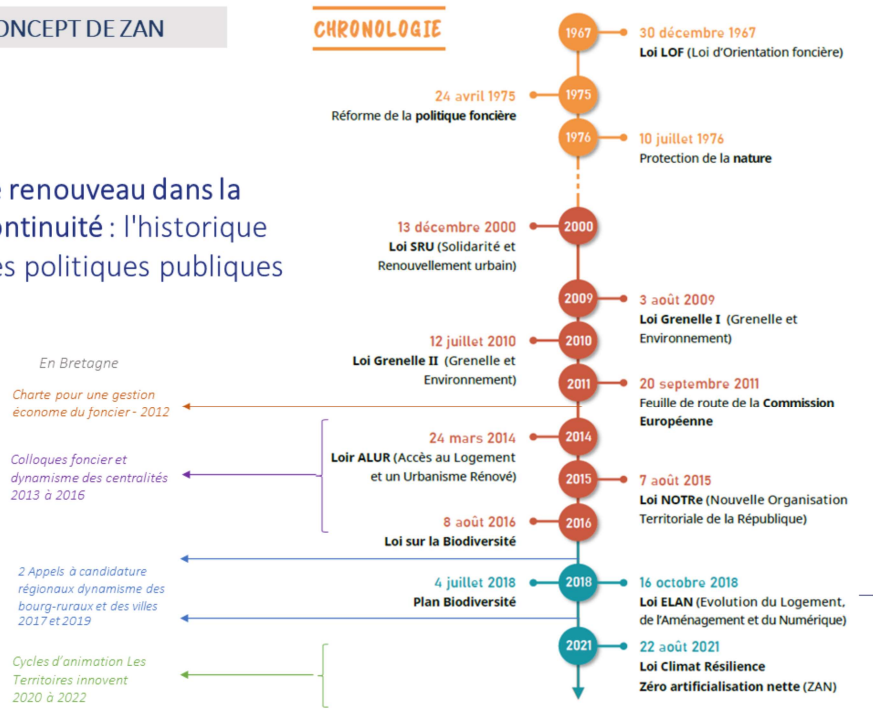 ONCEPT DE ZAN
CHRONOLOGIE
e renouveau dans la
ontinuité : l'historique
es politiques publiques
1967
30 décembre 1967
Loi LOF (Loi d'Orientation foncière)
24 avril 1975
Réforme de la politique foncière
1975
1976
10 juillet 1976
Protection de la nature
13 décembre 2000
Loi SRU (Solidarité et
Renouvellement urbain)
2000
2009
3 août 2009
Loi Grenelle I (Grenelle et
Environnement)
12 juillet 2010
Loi Grenelle II (Grenelle et
Environnement)
2010
2011
20 septembre 2011
Feuille de route de la Commission
Européenne
24 mars 2014
Loir ALUR (Accès au Logement
et un Urbanisme Rénové)
2014
2015
7 août 2015
Loi NOTRe (Nouvelle Organisation
Territoriale de la République)
8 août 2016
Loi sur la Biodiversité
2016
4 juillet 2018
Plan Biodiversité
2018
16 octobre 2018
Loi ELAN (Evolution du Logement,
de l'Aménagement et du Numérique)
2021
22 août 2021
Loi Climat Résilience
Zéro artificialisation nette (ZAN)
En Bretagne
Charte pour une gestion
économe du foncier - 2012
Colloques foncier et
dynamisme des centralités
2013 à 2016
2 Appels à candidature
régionaux dynamisme des
bourg-ruraux et des villes
2017 et 2019
Cycles d'animation Les
Territoires innovent
2020 à 2022